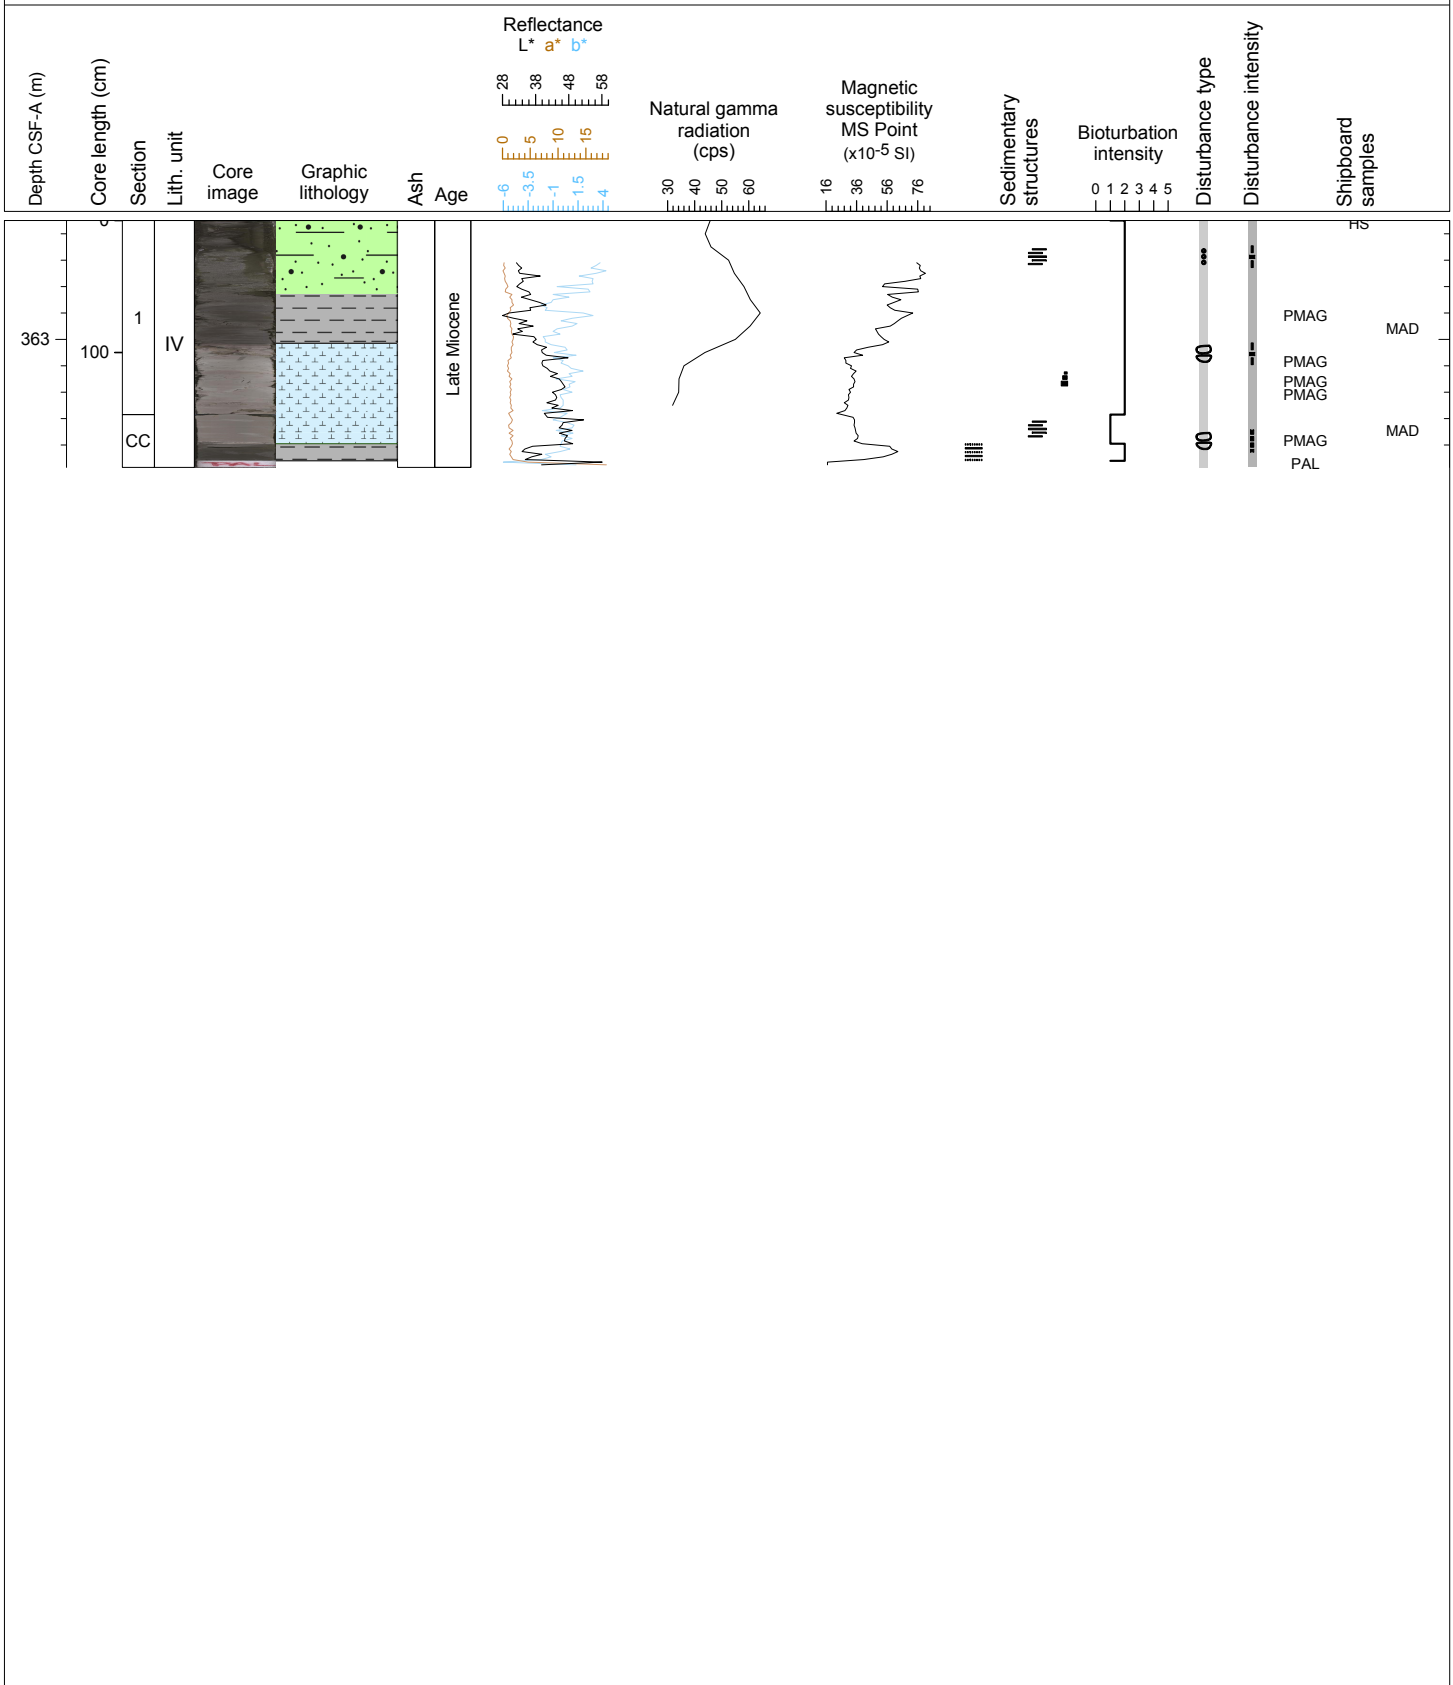 Depth CSF-A (m)
Core length (cm)
Section
Lith. unit
Core
image
Graphic
lithology
Ash
Age
Reflectance
L* a* b*
28 38 48 58
0 5 10 15
-6 -3.5 -1 1.5 4
Natural gamma
radiation
(cps)
30 40 50 60
Magnetic
susceptibility
MS Point
(x10-5 SI)
16 36 56 76
Sedimentary
structures
Bioturbation
intensity
0 1 2 3 4 5
Disturbance type
Disturbance intensity
Shipboard
samples
0
HS
1
IV
Late Miocene
PMAG
MAD
363
100
PMAG
PMAG
PMAG
CC
MAD
PMAG
PAL
PAL